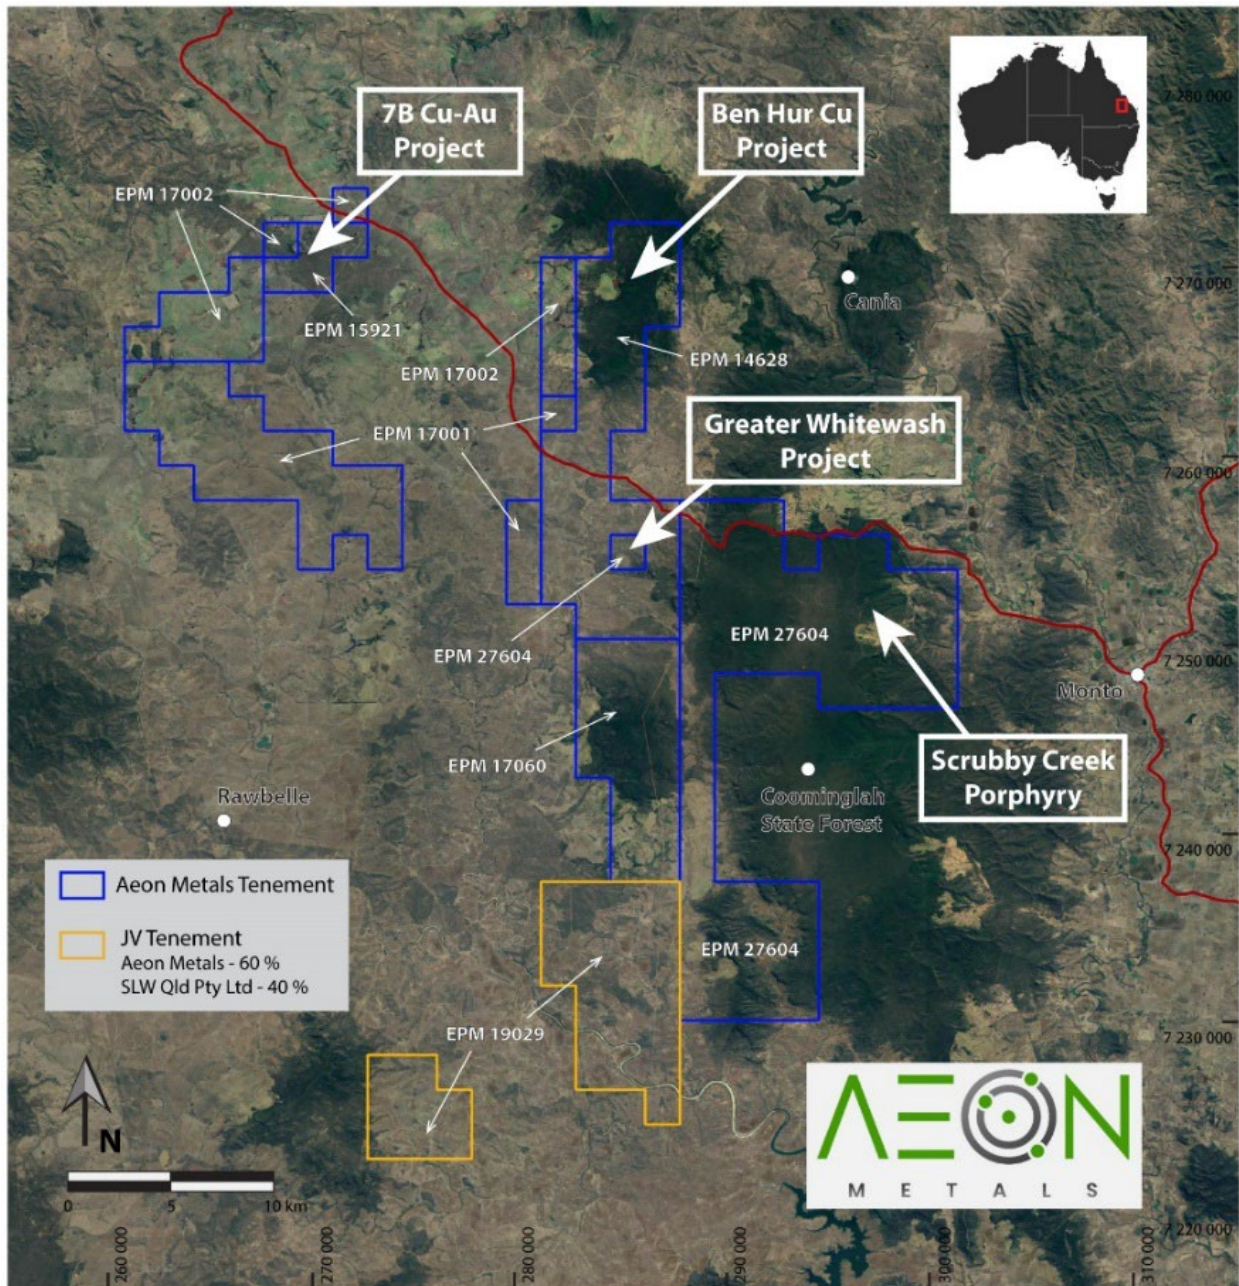 7B Cu-Au
Project
Ben Hur Cu
Project
7 280 000
EPM 17002
Cania
7 270 000
EPM 15921
EPM 14628
EPM 17002
EPM 17001
Greater Whitewash
Project
7 260 000
EPM 27604
EPM 27604
7 250 000
Monto
EPM 17060
Scrubby Creek
Porphyry
Rawbelle
Coominglah
State Forest
7 240 000
Aeon Metals Tenement
JV Tenement
Aeon Metals - 60 %
SLW Qld Pty Ltd - 40 %
EPM 27604
EPM 19029
7 230 000
N
AEON
METALS
0 5 10 km
7 220 000
260 000
270 000
280 000
290 000
300 000
310 000